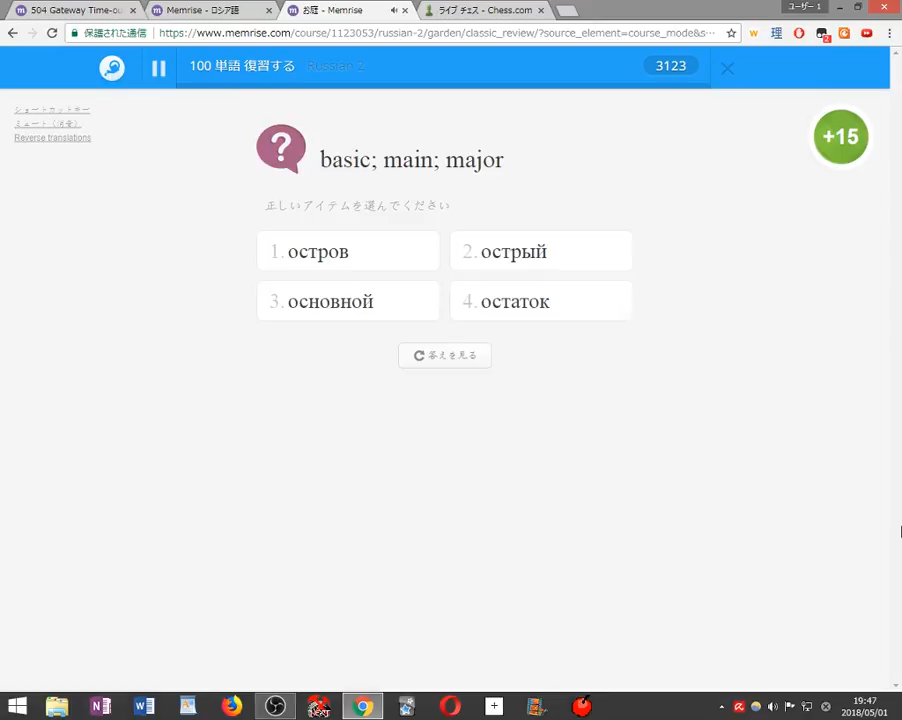 504 Gateway Time-ou
Memrise - ロシア語
お庭 - Memrise
ライブ チェス - Chess.com
ユーザー 1
保護された通信
https://www.memrise.com/course/1123053/russian-2/garden/classic_review/?source_element=course_mode&s…
100 単語 復習する
Russian 2
3123
ショートカットキー
ミュート (消音)
Reverse translations
+15
?
basic; main; major
正しいアイテムを選んでください
1. остров
2. острый
3. основной
4. остаток
答えを見る
19:47
2018/05/01